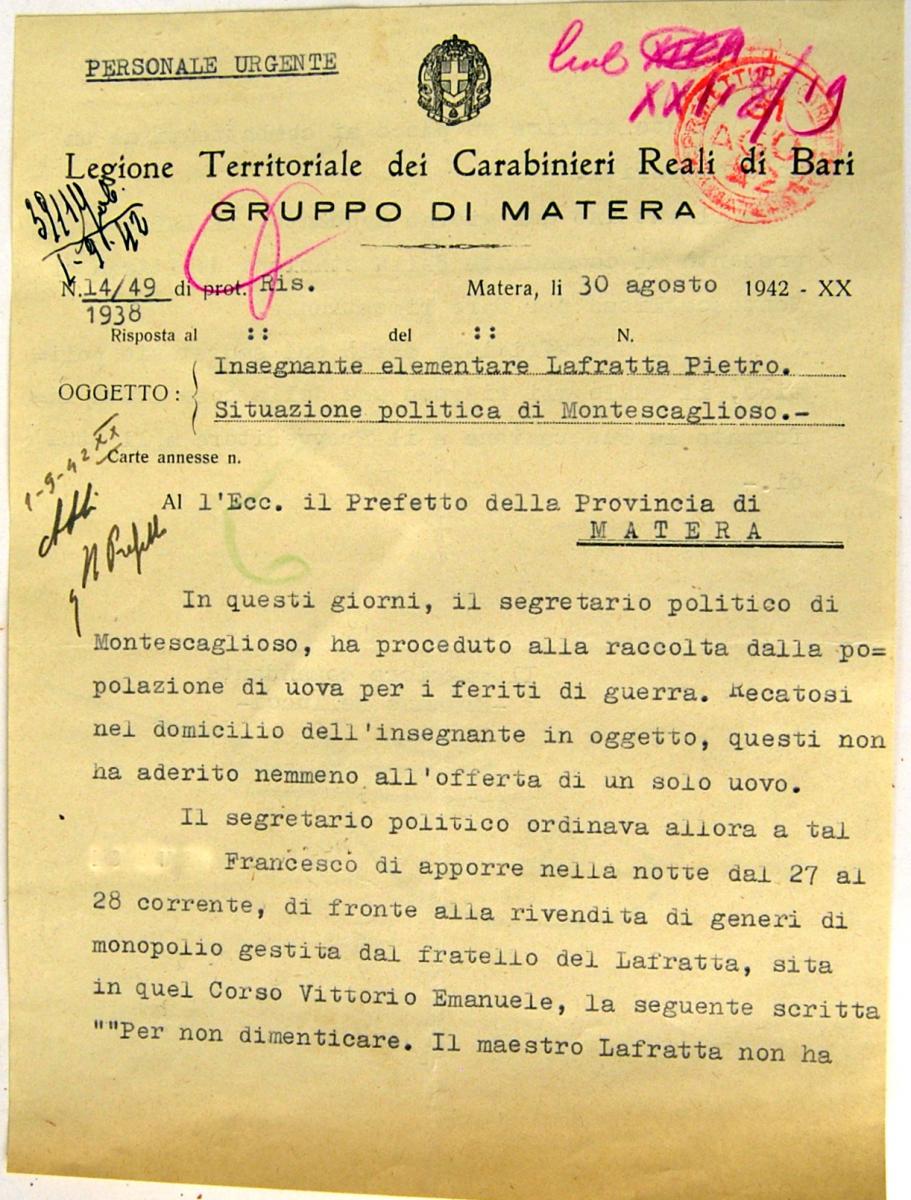 PERSONALE URGENTE
Legione Territoriale dei Carabinieri Reali di Bari
GRUPPO DI MATERA
N. 14/49 di prot. Ris. Matera, li 30 agosto 1942 - XX
1938
Risposta al :: del :: N.
OGGETTO: Insegnante elementare Lafratta Pietro.
Situazione politica di Montescaglioso.-
1-9-42 XX
Carte annesse n.
Al l'Ecc. il Prefetto della Provincia di
MATERA
Il Prefetto
In questi giorni, il segretario politico di
Montescaglioso, ha proceduto alla raccolta dalla po=
polazione di uova per i feriti di guerra. Recatosi
nel domicilio dell'insegnante in oggetto, questi non
ha aderito nemmeno all'offerta di un solo uovo.
Il segretario politico ordinava allora a tal
Francesco di apporre nella notte dal 27 al
28 corrente, di fronte alla rivendita di generi di
monopolio gestita dal fratello del Lafratta, sita
in quel Corso Vittorio Emanuele, la seguente scritta
""Per non dimenticare. Il maestro Lafratta non ha